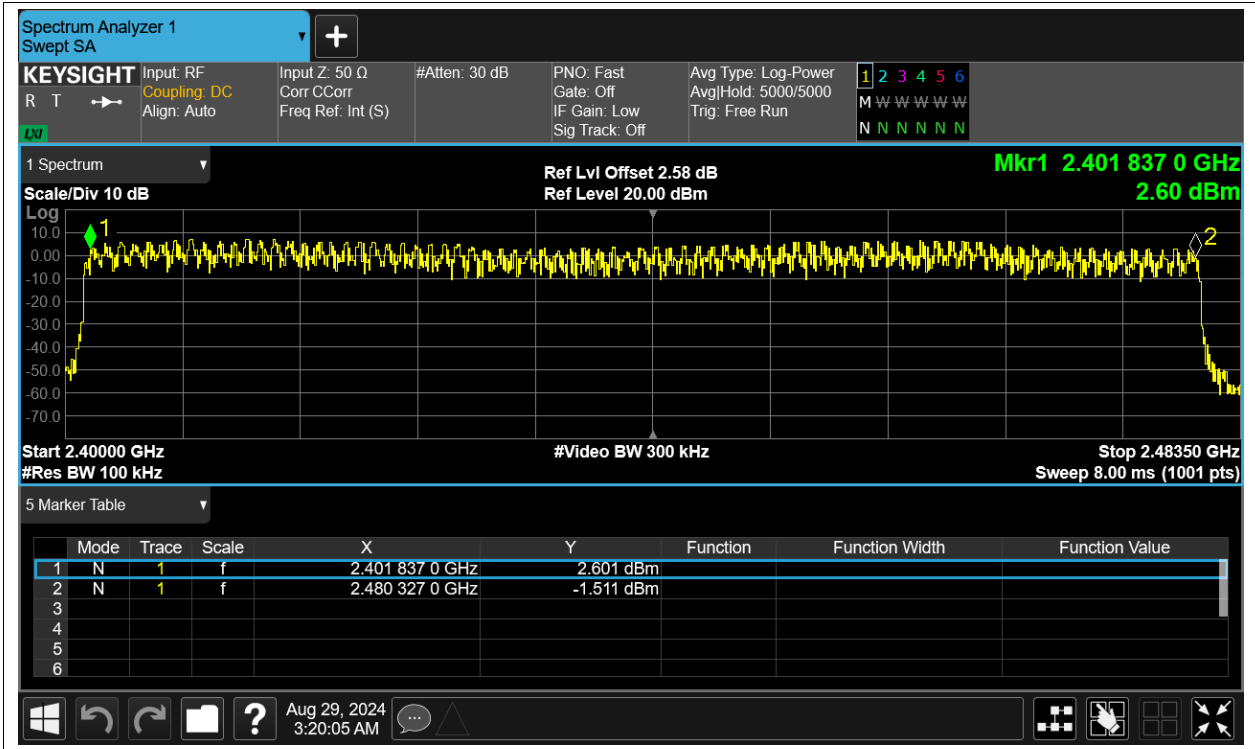 Spectrum Analyzer 1
Swept SA
KEYSIGHT
R T
LXI
Input: RF
Coupling: DC
Align: Auto
Input Z: 50 Ω
Corr CCorr
Freq Ref: Int (S)
#Atten: 30 dB
PNO: Fast
Gate: Off
IF Gain: Low
Sig Track: Off
Avg Type: Log-Power
Avg|Hold: 5000/5000
Trig: Free Run
1 2 3 4 5 6
M W W W W W
N N N N N N
1 Spectrum
Scale/Div 10 dB
Ref Lvl Offset 2.58 dB
Ref Level 20.00 dBm
Mkr1 2.401 837 0 GHz
2.60 dBm
Log
10.0
0.00
-10.0
-20.0
-30.0
-40.0
-50.0
-60.0
-70.0
1
2
Start 2.40000 GHz
#Video BW 300 kHz
Stop 2.48350 GHz
#Res BW 100 kHz
Sweep 8.00 ms (1001 pts)
5 Marker Table
Mode Trace Scale X Y Function Function Width Function Value
1 N 1 f 2.401 837 0 GHz 2.601 dBm
2 N 1 f 2.480 327 0 GHz -1.511 dBm
3
4
5
6
?
Aug 29, 2024
3:20:05 AM